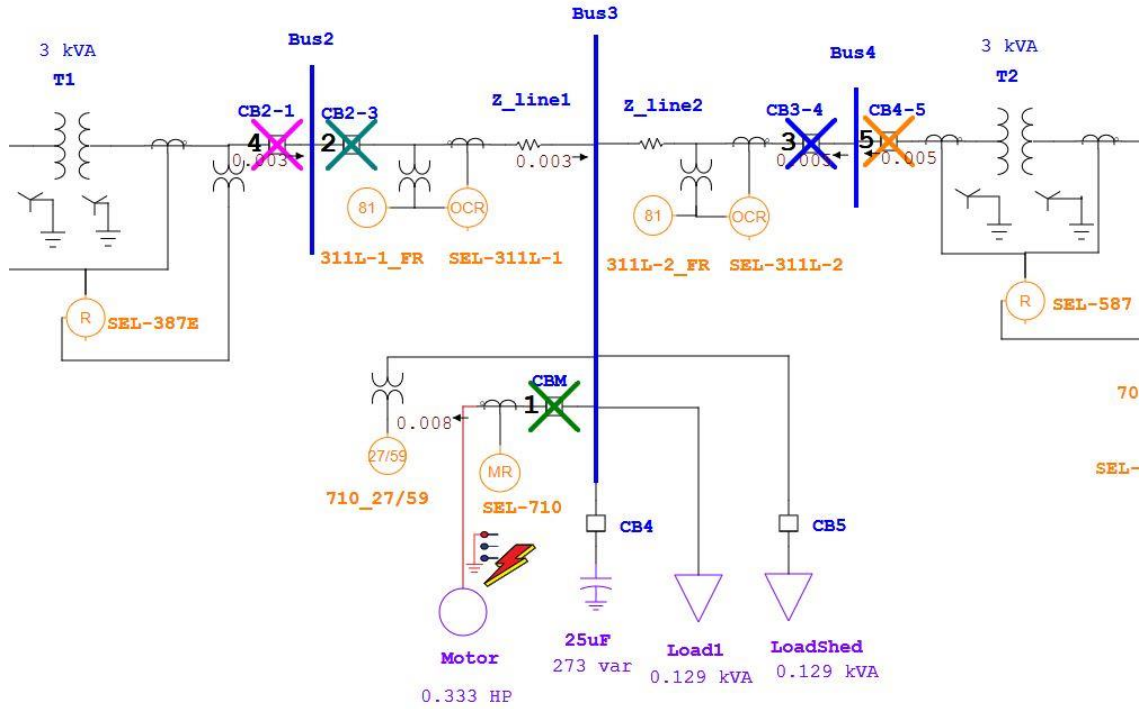 Bus3
Bus2
Bus4
3 kVA
T1
3 kVA
T2
CB2-1
CB2-3
Z_line1
Z_line2
CB3-4
CB4-5
4
2
3
5
0.003
0.003
0.005
81
OCR
81
OCR
311L-1_FR
SEL-311L-1
311L-2_FR
SEL-311L-2
R
SEL-387E
R
SEL-587
CBM
1
0.008
27/59
MR
710_27/59
SEL-710
70
SEL-
CB4
CB5
Motor
0.333 HP
25uF
273 var
Load1
0.129 kVA
LoadShed
0.129 kVA